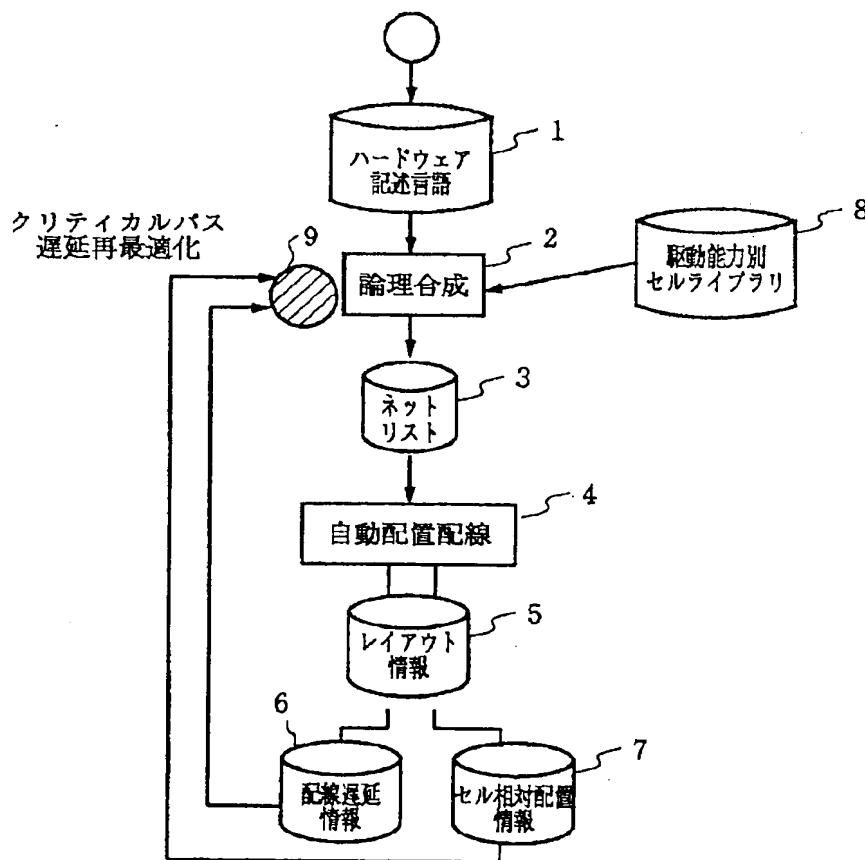 1
ハードウェア
記述言語
クリティカルパス
遅延再最適化
9
2
論理合成
8
駆動能力別
セルライブラリ
3
ネット
リスト
4
自動配置配線
5
レイアウト
情報
6
配線遅延
情報
7
セル相対配置
情報